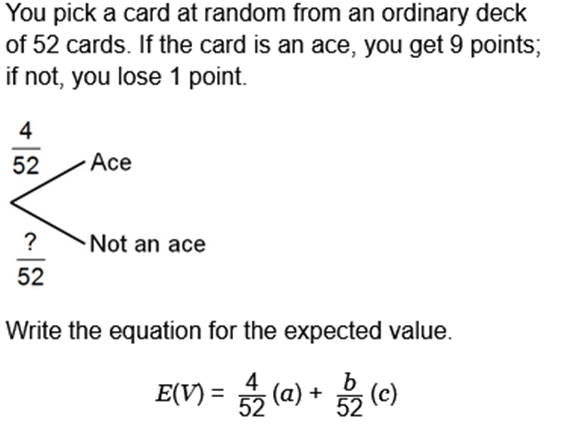 You pick a card at random from an ordinary deck
of 52 cards. If the card is an ace, you get 9 points;
if not, you lose 1 point.
4
52
Ace
?
52
Not an ace
Write the equation for the expected value.
E(V) = 4/52 (a) + b/52 (c)